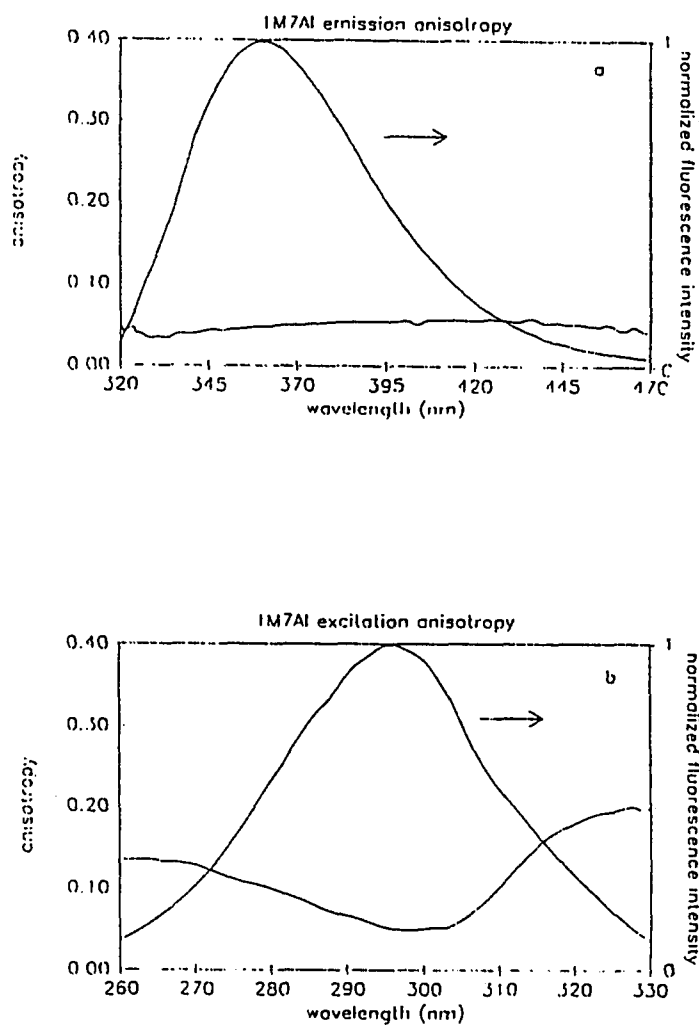 1M7AI emission anisotropy
0.40
0.30
0.20
0.10
0.00
anisotropy
a
1
0
normalized fluorescence intensity
320 345 370 395 420 445 470
wavelength (nm)
1M7AI excitation anisotropy
0.40
0.30
0.20
0.10
0.00
anisotropy
b
1
0
normalized fluorescence intensity
260 270 280 290 300 310 320 330
wavelength (nm)